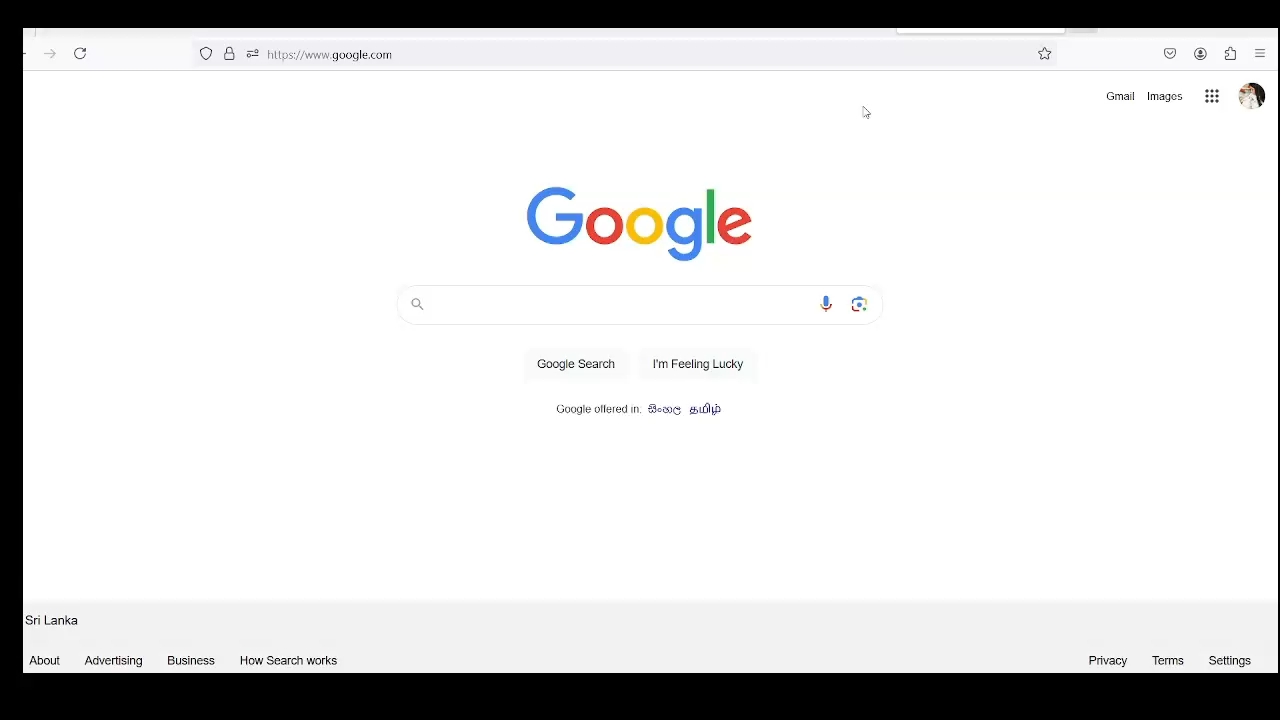 https://www.google.com
Gmail Images
Google
Google Search I'm Feeling Lucky
Google offered in: සිංහල தமிழ்
Sri Lanka
About Advertising Business How Search works Privacy Terms Settings